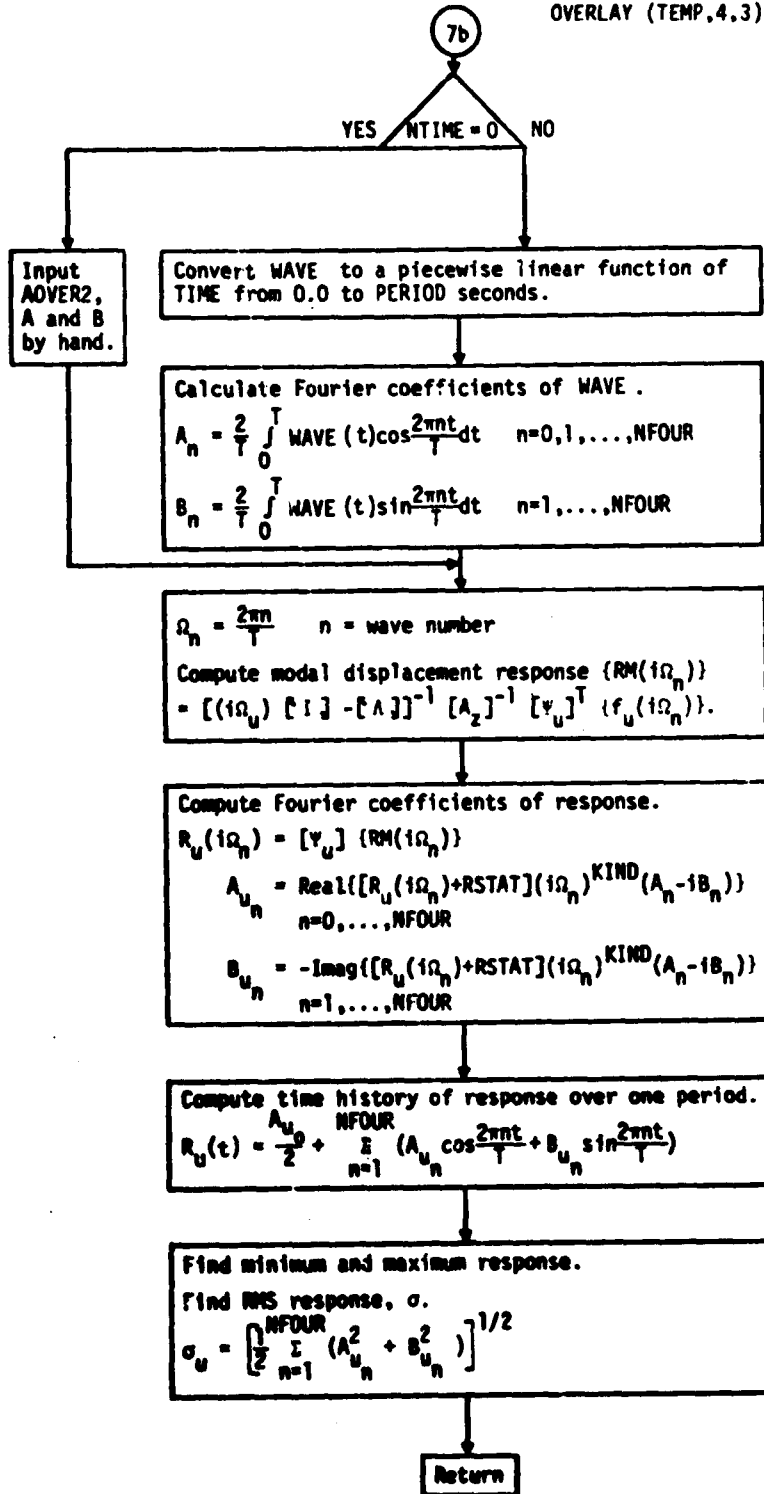 OVERLAY (TEMP,4,3)
7b
YES NTIME = 0 NO
Input
AOVER2,
A and B
by hand.
Convert WAVE to a piecewise linear function of
TIME from 0.0 to PERIOD seconds.
Calculate Fourier coefficients of WAVE .
A_n = 2/T ∫_0^T WAVE (t)cos 2πnt/T dt n=0,1,...,NFOUR
B_n = 2/T ∫_0^T WAVE (t)sin 2πnt/T dt n=1,...,NFOUR
Ω_n = 2πn/T n = wave number
Compute modal displacement response {RM(iΩ_n)}
= [(iΩ_u) [I] -[Λ]]^-1 [A_z]^-1 [Ψ_u]^T {f_u(iΩ_n)}.
Compute Fourier coefficients of response.
R_u(iΩ_n) = [Ψ_u] {RM(iΩ_n)}
A_u_n = Real{[R_u(iΩ_n)+RSTAT](iΩ_n)^KIND(A_n-iB_n)}
n=0,...,NFOUR
B_u_n = -Imag{[R_u(iΩ_n)+RSTAT](iΩ_n)^KIND(A_n-iB_n)}
n=1,...,NFOUR
Compute time history of response over one period.
R_u(t) = A_u_0/2 + Σ_n=1^NFOUR (A_u_n cos 2πnt/T + B_u_n sin 2πnt/T)
Find minimum and maximum response.
Find RMS response, σ.
σ_u = [1/2 Σ_n=1^NFOUR (A_u_n^2 + B_u_n^2 )]^1/2
Return